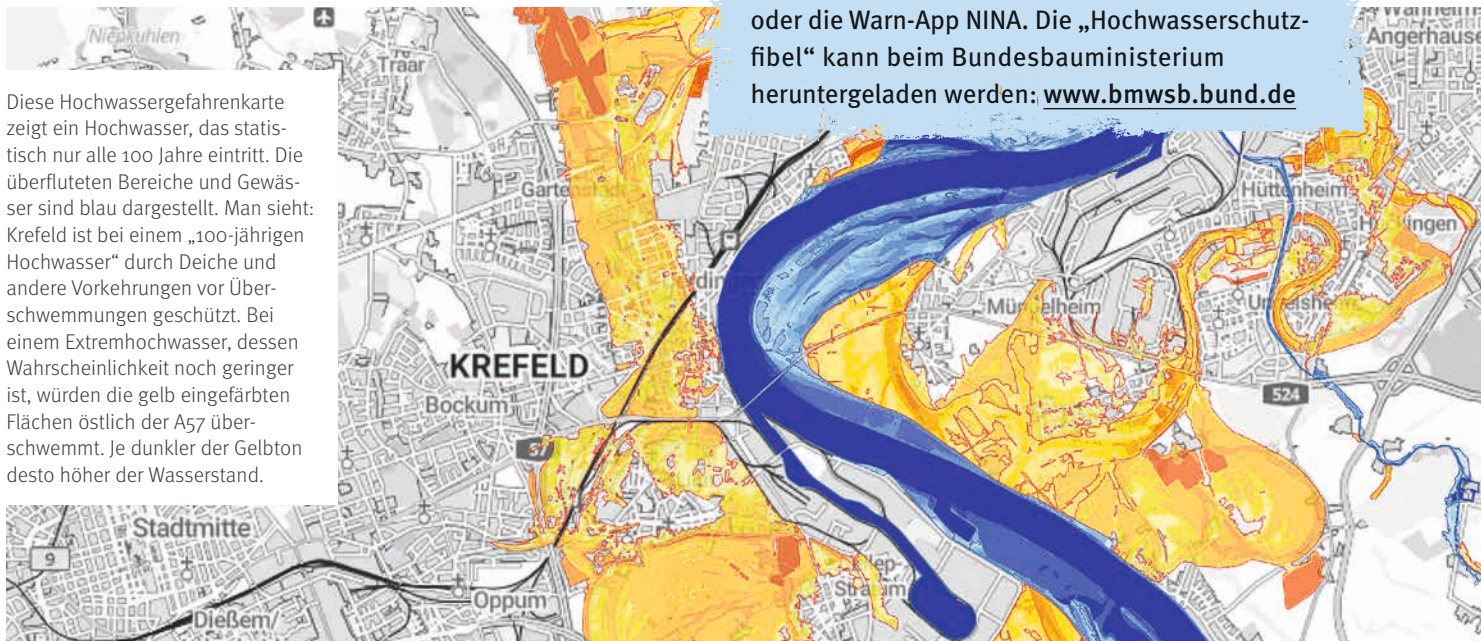 oder die Warn-App NINA. Die „Hochwasserschutz-
fibel“ kann beim Bundesbauministerium
heruntergeladen werden: www.bmwsb.bund.de
Diese Hochwassergefahrenkarte
zeigt ein Hochwasser, das statis-
tisch nur alle 100 Jahre eintritt. Die
überfluteten Bereiche und Gewäs-
ser sind blau dargestellt. Man sieht:
Krefeld ist bei einem „100-jährigen
Hochwasser“ durch Deiche und
andere Vorkehrungen vor Über-
schwemmungen geschützt. Bei
einem Extremhochwasser, dessen
Wahrscheinlichkeit noch geringer
ist, würden die gelb eingefärbten
Flächen östlich der A57 über-
schwemmt. Je dunkler der Gelbton
desto höher der Wasserstand.
Niepkuhlen
Traar
Gartenstadt
Hüttenheim
KREFELD
Bockum
524
Stadtmitte
9
Oppum
Dießem/